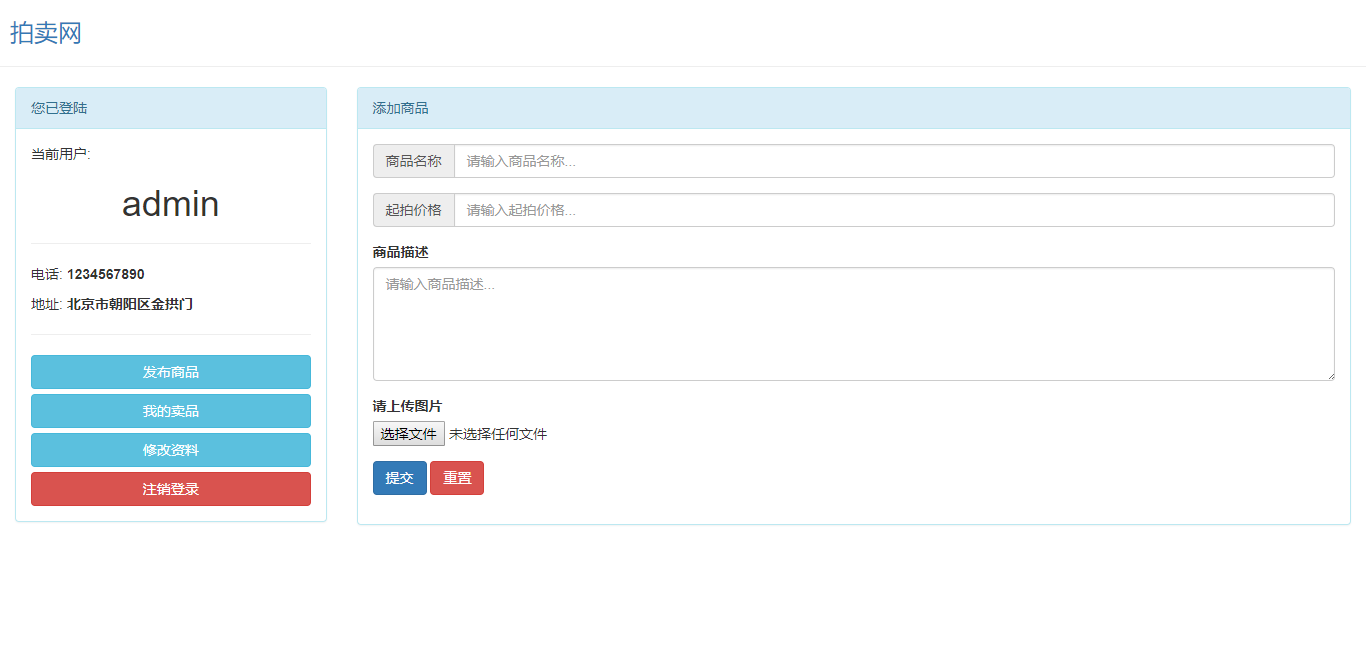 拍卖网
您已登陆
当前用户:
admin
电话: 1234567890
地址: 北京市朝阳区金拱门
发布商品
我的卖品
修改资料
注销登录
添加商品
商品名称 请输入商品名称...
起拍价格 请输入起拍价格...
商品描述
请输入商品描述...
请上传图片
选择文件 未选择任何文件
提交 重置